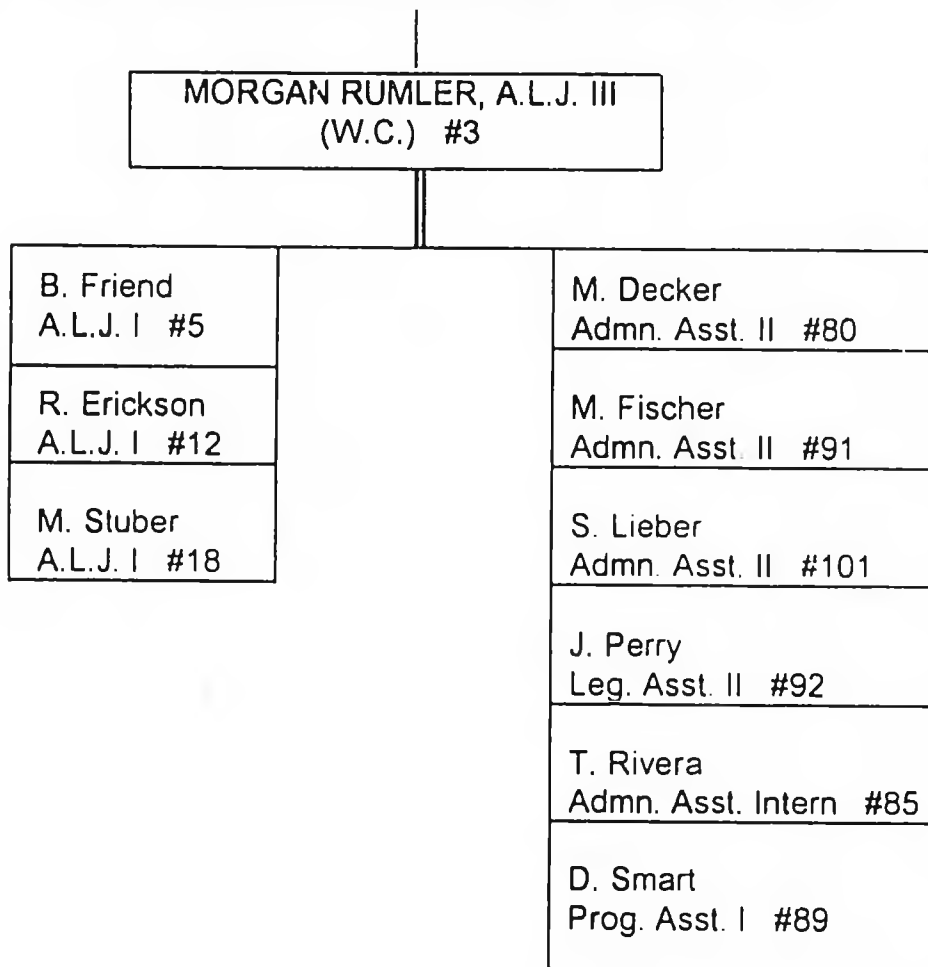 MORGAN RUMLER, A.L.J. III
(W.C.) #3
B. Friend
A.L.J. I #5
R. Erickson
A.L.J. I #12
M. Stuber
A.L.J. I #18
M. Decker
Admn. Asst. II #80
M. Fischer
Admn. Asst. II #91
S. Lieber
Admn. Asst. II #101
J. Perry
Leg. Asst. II #92
T. Rivera
Admn. Asst. Intern #85
D. Smart
Prog. Asst. I #89